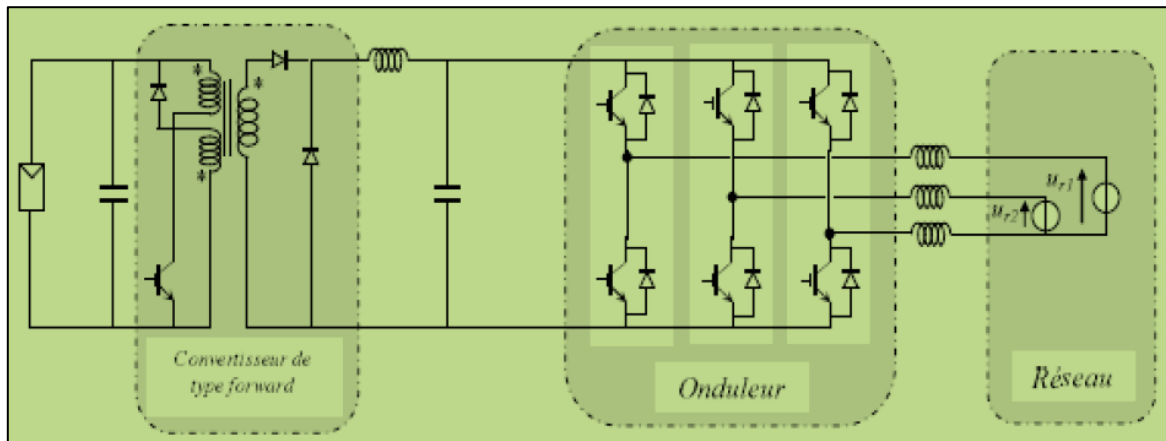 Convertisseur de
type forward
Onduleur
Réseau
u_r1
u_r2